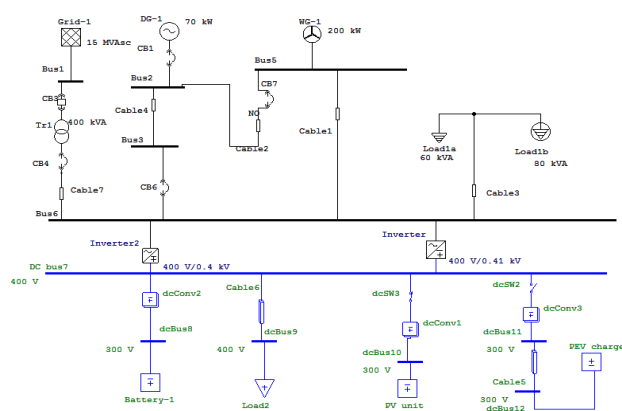 Grid-1
DG-1
70 kW
WG-1
200 kW
15 MVAsc
CB1
Bus5
Bus1
Bus2
CB7
CB3
Cable4
NO
Tr1
400 kVA
Cable1
Bus3
Cable2
Load1a
60 kVA
Load1b
80 kVA
CB4
CB6
Cable7
Cable3
Bus6
Inverter2
Inverter
400 V/0.4 kV
400 V/0.41 kV
DC bus7
400 V
dcConv2
Cable6
dcSW3
dcSW2
dcConv3
dcBus8
dcBus9
dcConv1
dcBus11
300 V
400 V
dcBus10
300 V
300 V
PEV charge
Cable5
Battery-1
Load2
PV unit
300 V
dcBus12